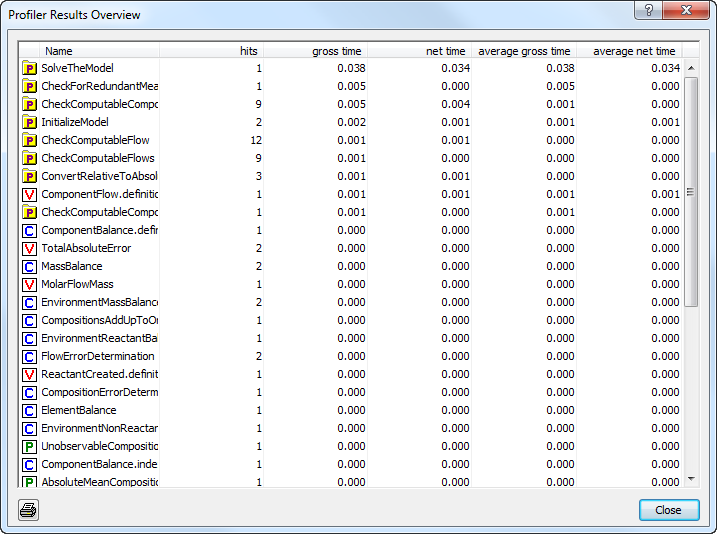 Profiler Results Overview
?
Name hits gross time net time average gross time average net time
P SolveTheModel 1 0.038 0.034 0.038 0.034
P CheckForRedundantMea 1 0.005 0.000 0.005 0.000
P CheckComputableCompo 9 0.005 0.004 0.001 0.000
P InitializeModel 2 0.002 0.001 0.001 0.001
P CheckComputableFlow 12 0.001 0.001 0.000 0.000
P CheckComputableFlows 9 0.001 0.000 0.000 0.000
P ConvertRelativeToAbsol 3 0.001 0.001 0.000 0.000
V ComponentFlow.definitio 1 0.001 0.001 0.001 0.001
P CheckComputableCompo 1 0.001 0.000 0.001 0.000
C ComponentBalance.defi 1 0.000 0.000 0.000 0.000
V TotalAbsoluteError 2 0.000 0.000 0.000 0.000
C MassBalance 2 0.000 0.000 0.000 0.000
V MolarFlowMass 1 0.000 0.000 0.000 0.000
C EnvironmentMassBalance 2 0.000 0.000 0.000 0.000
C CompositionsAddUpToOr 1 0.000 0.000 0.000 0.000
C EnvironmentReactantBal 1 0.000 0.000 0.000 0.000
C FlowErrorDetermination 2 0.000 0.000 0.000 0.000
V ReactantCreated.definit 1 0.000 0.000 0.000 0.000
C CompositionErrorDeterm 1 0.000 0.000 0.000 0.000
C ElementBalance 1 0.000 0.000 0.000 0.000
C EnvironmentNonReactar 1 0.000 0.000 0.000 0.000
P UnobservableCompositio 1 0.000 0.000 0.000 0.000
C ComponentBalance.inde 1 0.000 0.000 0.000 0.000
P AbsoluteMeanCompositio 1 0.000 0.000 0.000 0.000
Close